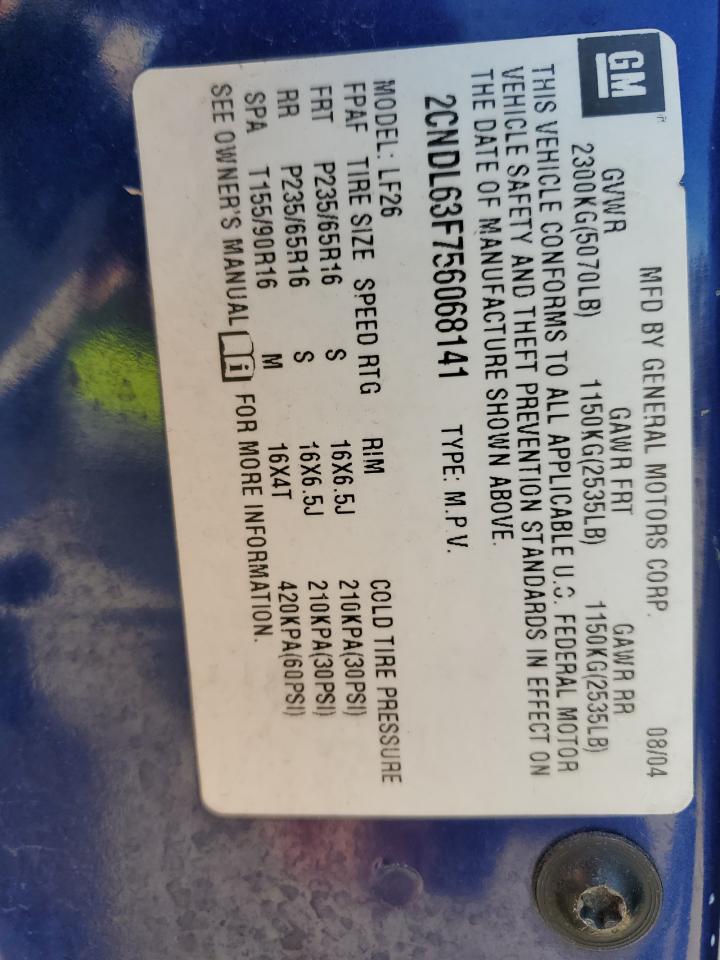 GM
MFD BY GENERAL MOTORS CORP. 08/04
GVWR GAWR FRT GAWR RR
2300KG(5070LB) 1150KG(2535LB) 1150KG(2535LB)
THIS VEHICLE CONFORMS TO ALL APPLICABLE U.S. FEDERAL MOTOR
VEHICLE SAFETY AND THEFT PREVENTION STANDARDS IN EFFECT ON
THE DATE OF MANUFACTURE SHOWN ABOVE.
2CNDL63F756068141 TYPE: M.P.V.
MODEL: LF26
FPAF TIRE SIZE SPEED RTG RIM COLD TIRE PRESSURE
FRT P235/65R16 S 16X6.5J 210KPA(30PSI)
RR P235/65R16 S 16X6.5J 210KPA(30PSI)
SPA T155/90R16 M 16X4T 420KPA(60PSI)
SEE OWNER'S MANUAL i FOR MORE INFORMATION.